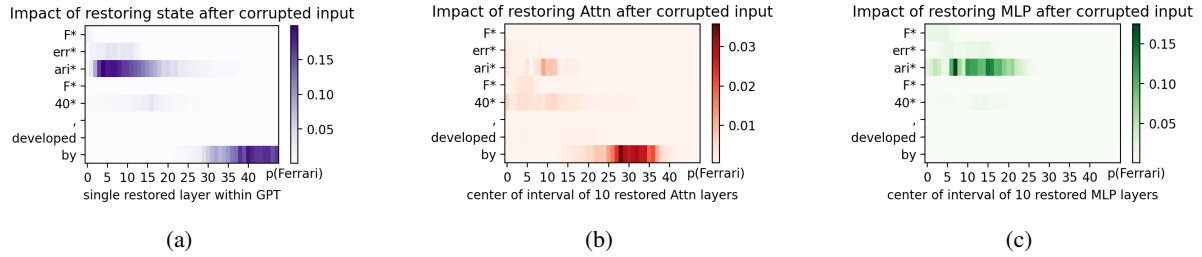 Impact of restoring state after corrupted input
F*
err*
ari*
F*
40*
,
developed
by
0 5 10 15 20 25 30 35 40
single restored layer within GPT
0.15
0.10
0.05
p(Ferrari)
(a)
Impact of restoring Attn after corrupted input
F*
err*
ari*
F*
40*
,
developed
by
0 5 10 15 20 25 30 35 40
center of interval of 10 restored Attn layers
0.03
0.02
0.01
p(Ferrari)
(b)
Impact of restoring MLP after corrupted input
F*
err*
ari*
F*
40*
,
developed
by
0 5 10 15 20 25 30 35 40
center of interval of 10 restored MLP layers
0.15
0.10
0.05
p(Ferrari)
(c)